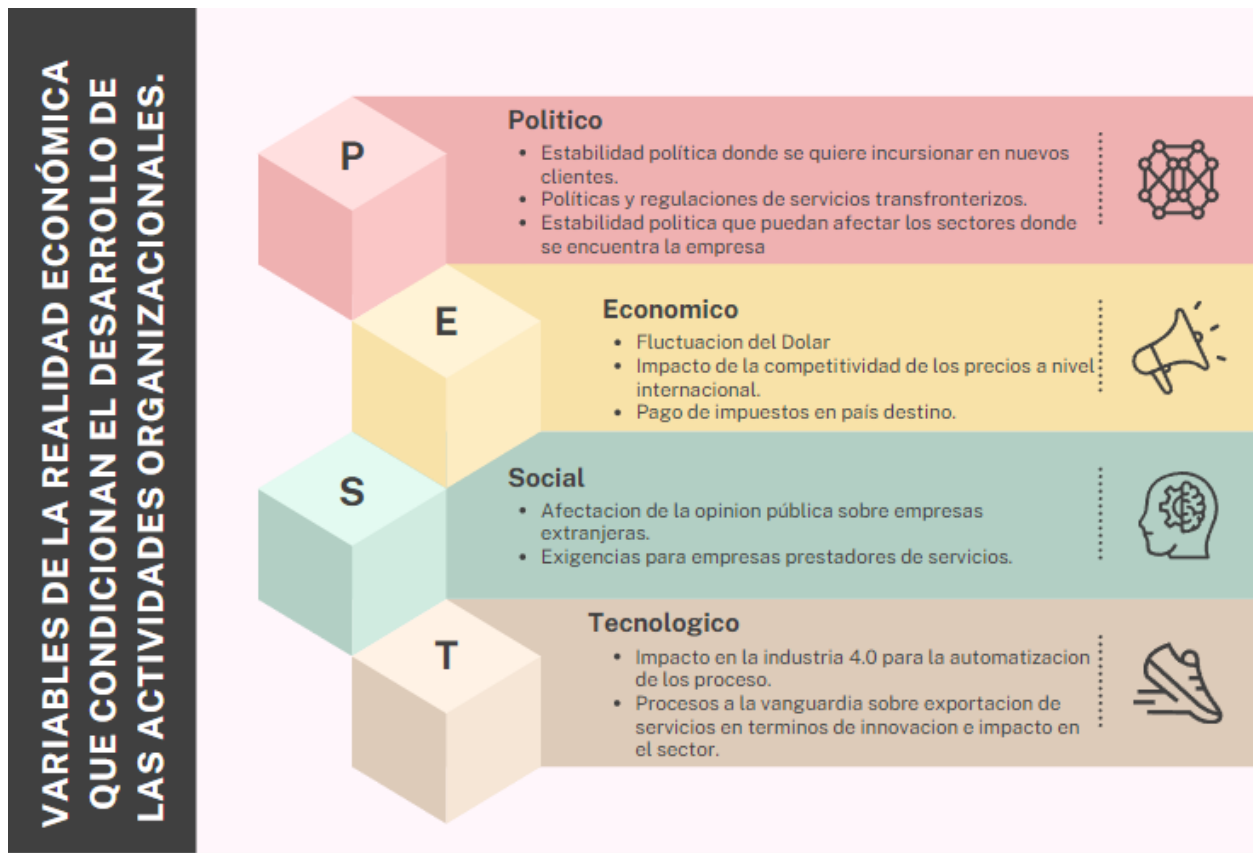 VARIABLES DE LA REALIDAD ECONÓMICA
QUE CONDICIONAN EL DESARROLLO DE
LAS ACTIVIDADES ORGANIZACIONALES.
P
Politico
• Estabilidad política donde se quiere incursionar en nuevos
clientes.
• Políticas y regulaciones de servicios transfronterizos.
• Estabilidad politica que puedan afectar los sectores donde
se encuentra la empresa
E
Economico
• Fluctuacion del Dolar
• Impacto de la competitividad de los precios a nivel
internacional.
• Pago de impuestos en país destino.
S
Social
• Afectacion de la opinion pública sobre empresas
extranjeras.
• Exigencias para empresas prestadores de servicios.
T
Tecnologico
• Impacto en la industria 4.0 para la automatizacion
de los proceso.
• Procesos a la vanguardia sobre exportacion de
servicios en terminos de innovacion e impacto en
el sector.